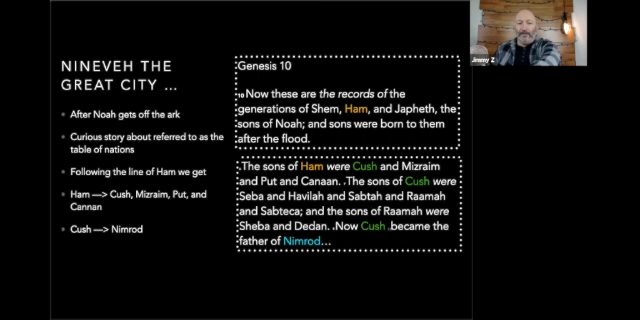 NINEVEH THE
GREAT CITY ...
After Noah gets off the ark
Curious story about referred to as the
table of nations
Following the line of Ham we get
Ham —> Cush, Mizraim, Put, and
Cannan
Cush —> Nimrod
Genesis 10
10 Now these are the records of the
generations of Shem, Ham, and Japheth, the
sons of Noah; and sons were born to them
after the flood.
The sons of Ham were Cush and Mizraim
and Put and Canaan. The sons of Cush were
Seba and Havilah and Sabtah and Raamah
and Sabteca; and the sons of Raamah were
Sheba and Dedan. Now Cush became the
father of Nimrod...
Jimmy Z